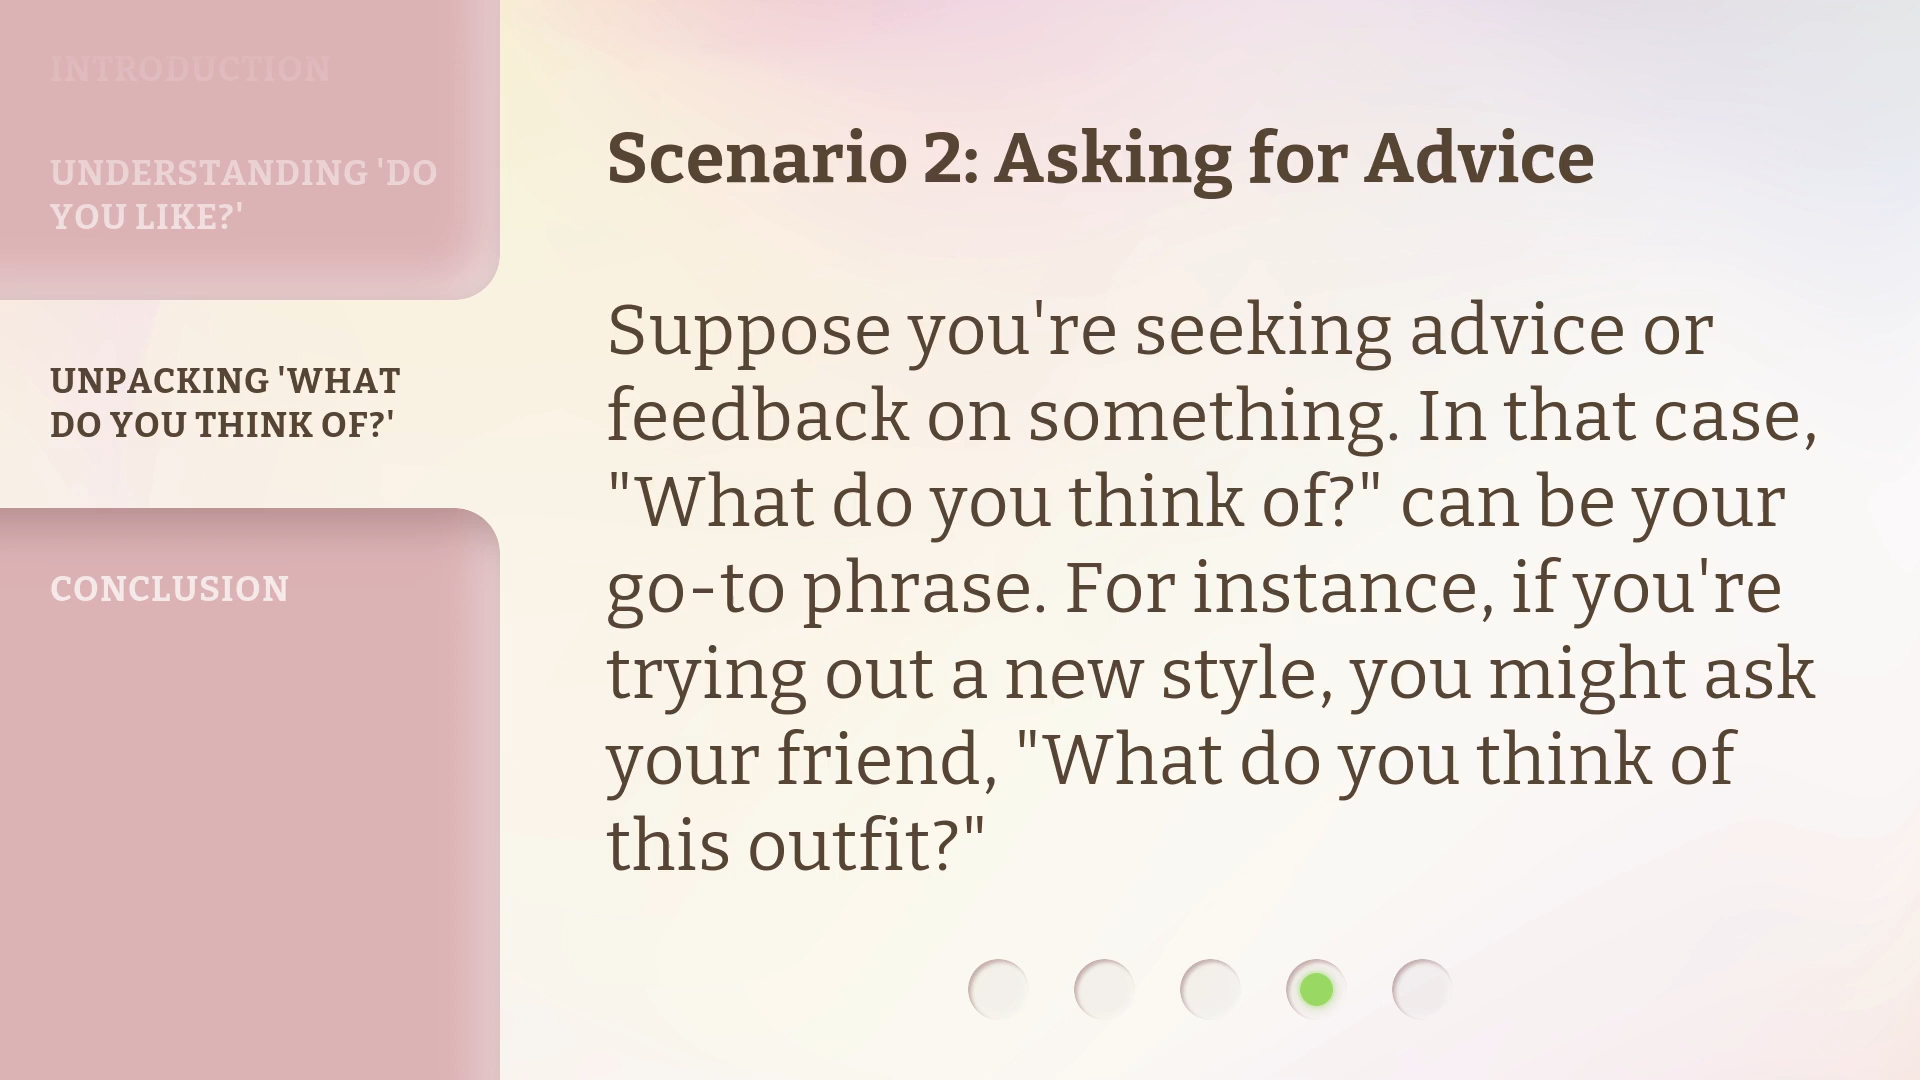 INTRODUCTION
UNDERSTANDING 'DO
YOU LIKE?'
UNPACKING 'WHAT
DO YOU THINK OF?'
CONCLUSION
Scenario 2: Asking for Advice
Suppose you're seeking advice or
feedback on something. In that case,
"What do you think of?" can be your
go-to phrase. For instance, if you're
trying out a new style, you might ask
your friend, "What do you think of
this outfit?"